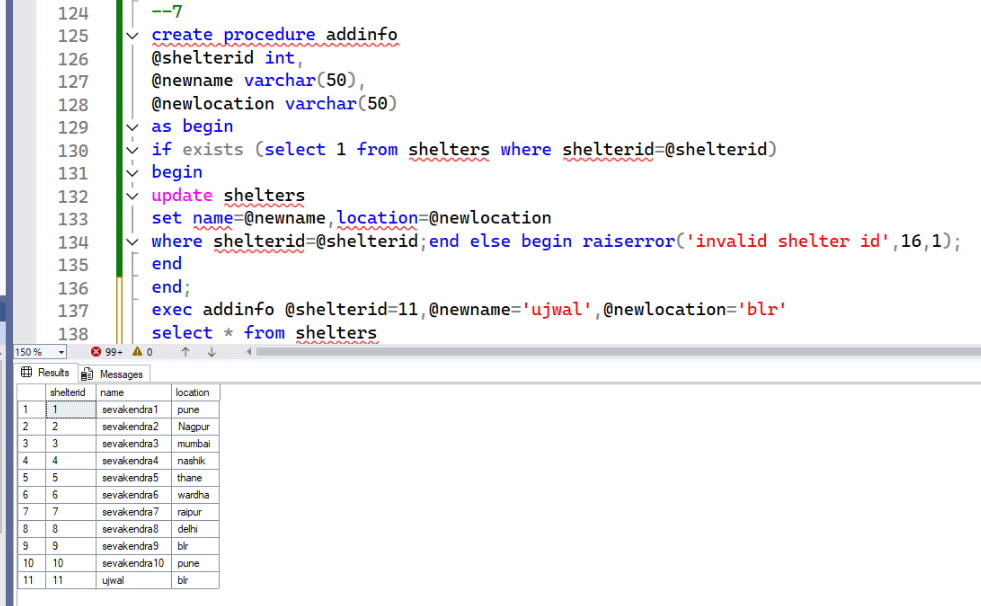 124 --7
125 create procedure addinfo
126 @shelterid int,
127 @newname varchar(50),
128 @newlocation varchar(50)
129 as begin
130 if exists (select 1 from shelters where shelterid=@shelterid)
131 begin
132 update shelters
133 set name=@newname,location=@newlocation
134 where shelterid=@shelterid;end else begin raiserror('invalid shelter id',16,1);
135 end
136 end;
137 exec addinfo @shelterid=11,@newname='ujwal',@newlocation='blr'
138 select * from shelters
150 % 99+ 0
Results Messages
shelterid name location
1 1 sevakendra1 pune
2 2 sevakendra2 Nagpur
3 3 sevakendra3 mumbai
4 4 sevakendra4 nashik
5 5 sevakendra5 thane
6 6 sevakendra6 wardha
7 7 sevakendra7 raipur
8 8 sevakendra8 delhi
9 9 sevakendra9 blr
10 10 sevakendra10 pune
11 11 ujwal blr